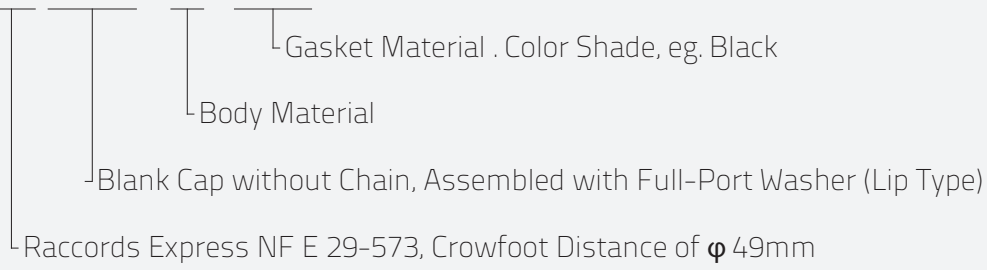 Gasket Material . Color Shade, eg. Black
Body Material
Blank Cap without Chain, Assembled with Full-Port Washer (Lip Type)
Raccords Express NF E 29-573, Crowfoot Distance of φ 49mm